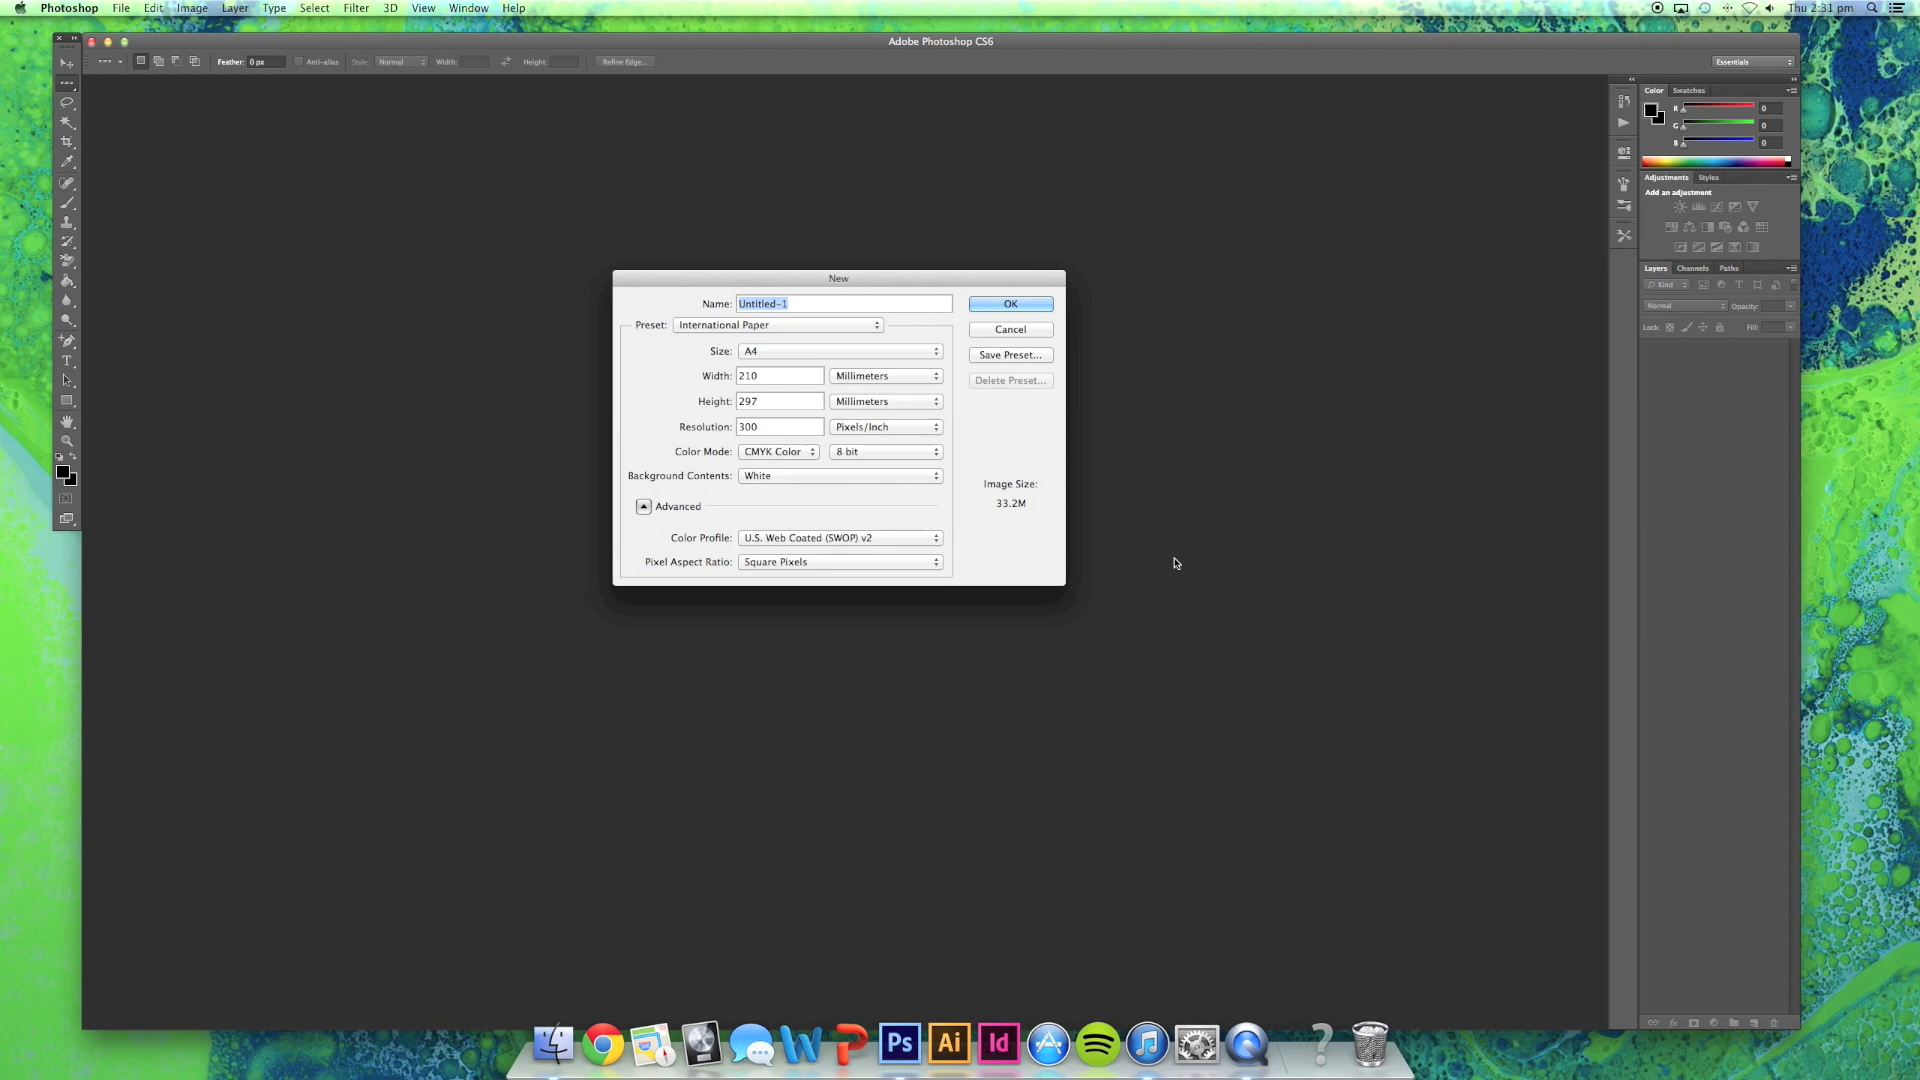 Photoshop File Edit Image Layer Type Select Filter 3D View Window Help Thu 2:31 pm
Adobe Photoshop CS6
Feather: 0 px Anti-alias Style: Normal Width: Height: Refine Edge... Essentials
Color Swatches
R 0
G 0
B 0
Adjustments Styles
Add an adjustment
Layers Channels Paths
Kind
Normal Opacity:
Lock: Fill:
New
Name: Untitled-1 OK
Preset: International Paper Cancel
Size: A4 Save Preset...
Width: 210 Millimeters Delete Preset...
Height: 297 Millimeters
Resolution: 300 Pixels/Inch
Color Mode: CMYK Color 8 bit
Background Contents: White
Image Size:
33.2M
Advanced
Color Profile: U.S. Web Coated (SWOP) v2
Pixel Aspect Ratio: Square Pixels
Ps Ai Id